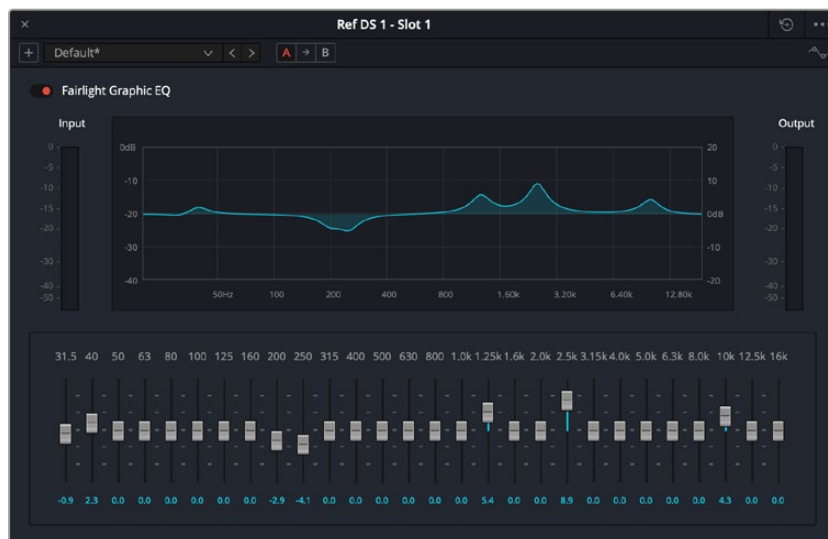 × Ref DS 1 - Slot 1
+ Default* < > A → B
Fairlight Graphic EQ
Input Output
0 0dB 20 0
-5 -5
-10 -10 10 -10
-15 -15
-20 -20 0dB -20
-30 -30 -10 -30
-40 -40 -20 -40
-50 -50
50Hz 100 200 400 800 1.60k 3.20k 6.40k 12.80k
31.5 40 50 63 80 100 125 160 200 250 315 400 500 630 800 1.0k 1.25k 1.6k 2.0k 2.5k 3.15k 4.0k 5.0k 6.3k 8.0k 10k 12.5k 16k
-0.9 2.3 0.0 0.0 0.0 0.0 0.0 0.0 -2.9 -4.1 0.0 0.0 0.0 0.0 0.0 0.0 5.4 0.0 0.0 8.9 0.0 0.0 0.0 0.0 0.0 4.3 0.0 0.0